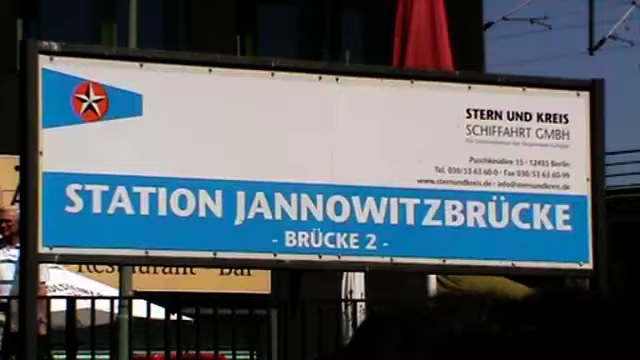 STERN UND KREIS
SCHIFFAHRT GMBH
Puschkinallee 15 · 12435 Berlin
Tel. 030/53 63 60-0 · Fax 030/53 63 60-99
www.sternundkreis.de · info@sternundkreis.de
STATION JANNOWITZBRÜCKE
- BRÜCKE 2 -
Restaurant Bar